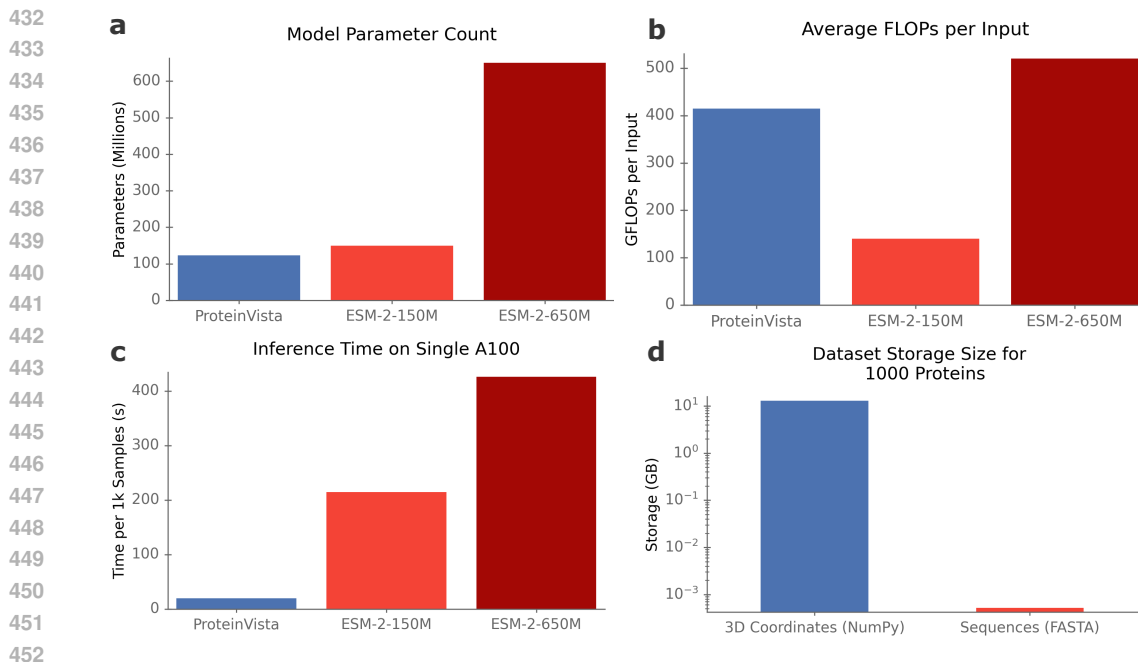 432
433
434
435
436
437
438
439
440
441
442
443
444
445
446
447
448
449
450
451
452
a
Model Parameter Count
Parameters (Millions)
600
500
400
300
200
100
0
ProteinVista
ESM-2-150M
ESM-2-650M
b
Average FLOPs per Input
GFLOPs per Input
500
400
300
200
100
0
ProteinVista
ESM-2-150M
ESM-2-650M
c
Inference Time on Single A100
Time per 1k Samples (s)
400
300
200
100
0
ProteinVista
ESM-2-150M
ESM-2-650M
d
Dataset Storage Size for
1000 Proteins
Storage (GB)
10¹
10⁰
10⁻¹
10⁻²
10⁻³
3D Coordinates (NumPy)
Sequences (FASTA)